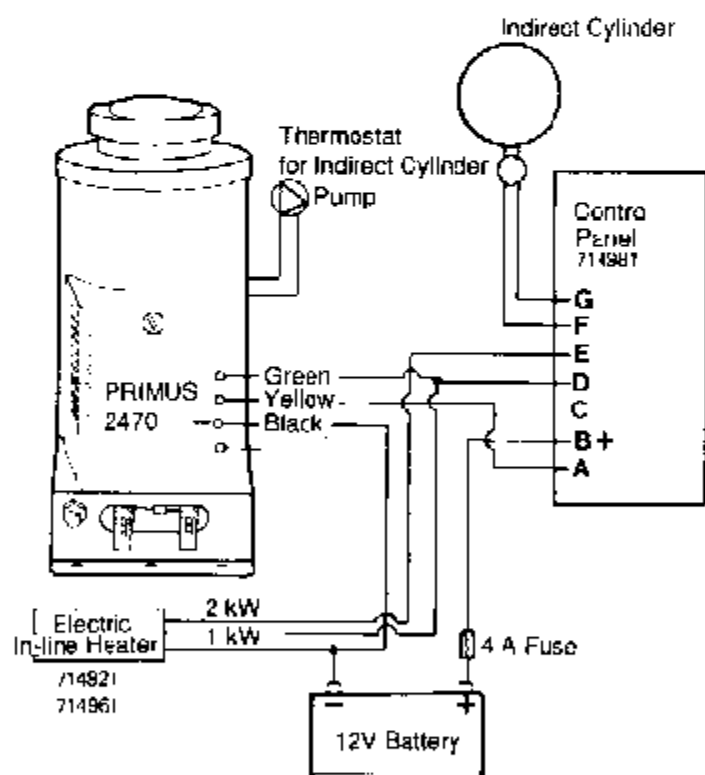 Indirect Cylinder
Thermostat
for Indirect Cylinder
Pump
Contro
Panel
714981
G
F
E
D
C
B+
A
PRIMUS
2470
Green
Yellow
Black
2 kW
1 kW
Electric
In-line Heater
714921
714961
4 A Fuse
− +
12V Battery